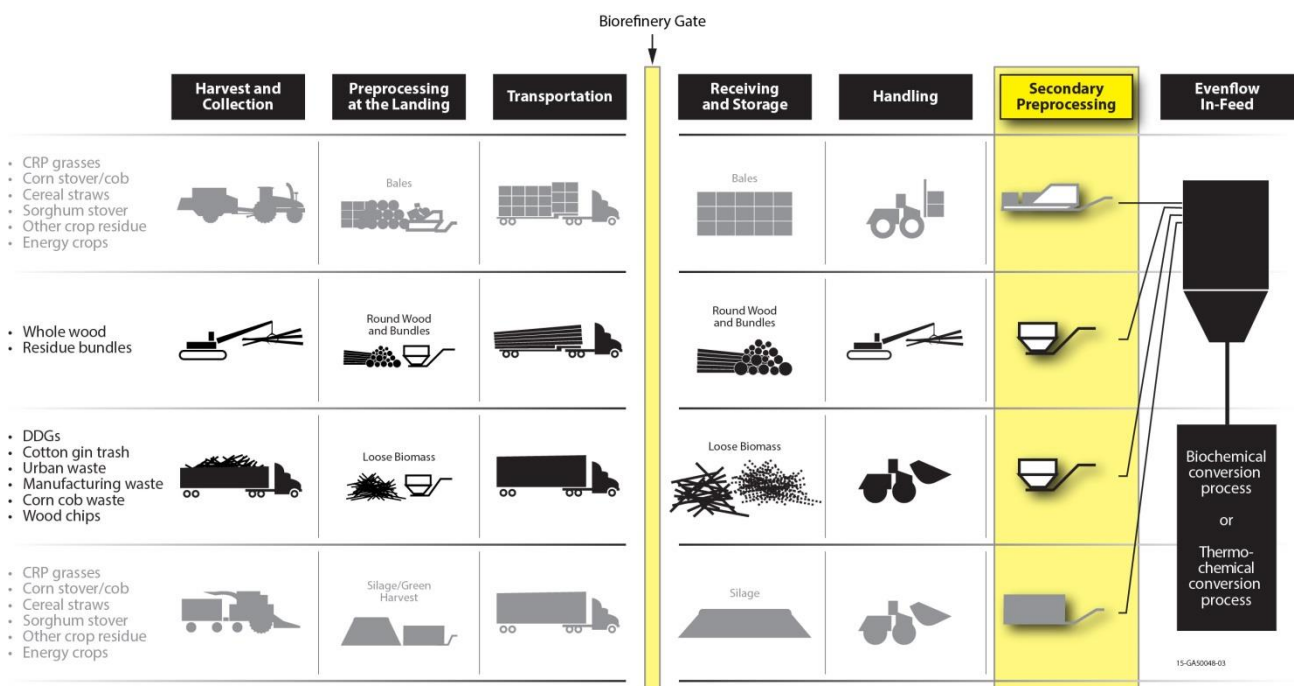 Biorefinery Gate
Harvest and
Collection
Preprocessing
at the Landing
Transportation
Receiving
and Storage
Handling
Secondary
Preprocessing
Evenflow
In-Feed
• CRP grasses
• Corn stover/cob
• Cereal straws
• Sorghum stover
• Other crop residue
• Energy crops
Bales
Bales
• Whole wood
• Residue bundles
Round Wood
and Bundles
Round Wood
and Bundles
• DDGs
• Cotton gin trash
• Urban waste
• Manufacturing waste
• Corn cob waste
• Wood chips
Loose Biomass
Loose Biomass
• CRP grasses
• Corn stover/cob
• Cereal straws
• Sorghum stover
• Other crop residue
• Energy crops
Silage/Green
Harvest
Silage
Biochemical
conversion
process
or
Thermo-
chemical
conversion
process
15-GA50048-03